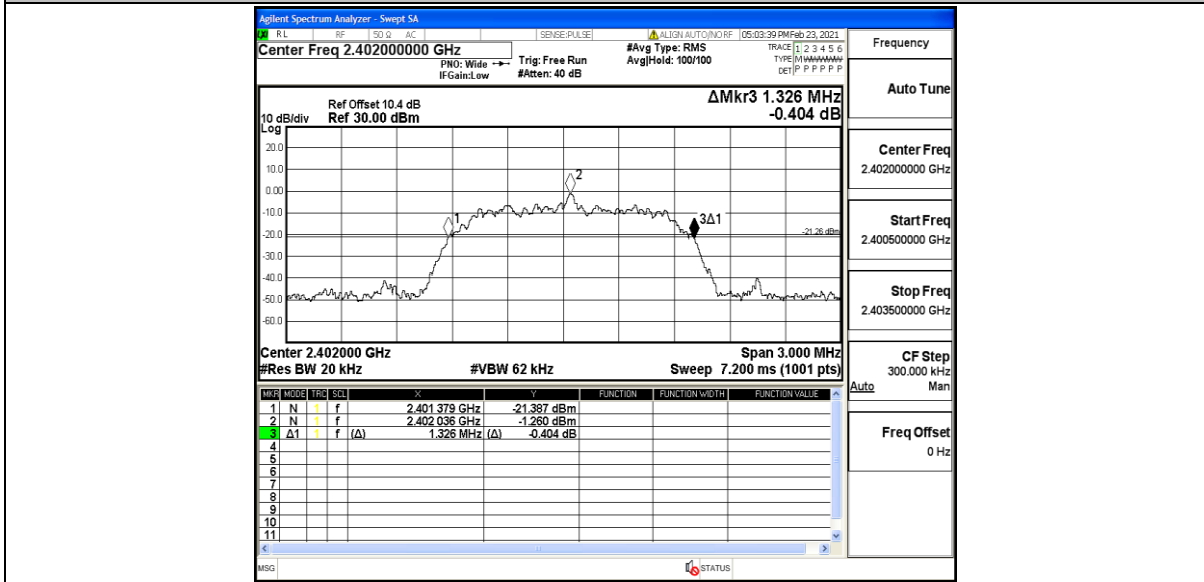 Agilent Spectrum Analyzer - Swept SA
RL RF 50 Ω AC SENSE:PULSE ALIGN AUTO/NO RF 05:03:39 PM Feb 23, 2021
Center Freq 2.402000000 GHz
PNO: Wide
IFGain:Low
Trig: Free Run
#Atten: 40 dB
#Avg Type: RMS
Avg|Hold: 100/100
TRACE 1 2 3 4 5 6
TYPE M
DET P P P P P P
ΔMkr3 1.326 MHz
-0.404 dB
Ref Offset 10.4 dB
10 dB/div Ref 30.00 dBm
Log
20.0
10.0
0.00
-10.0
-20.0
-30.0
-40.0
-50.0
-60.0
1
2
3Δ1
-21.26 dBm
Center 2.402000 GHz Span 3.000 MHz
#Res BW 20 kHz #VBW 62 kHz Sweep 7.200 ms (1001 pts)
MKR MODE TRC SCL X Y FUNCTION FUNCTION WIDTH FUNCTION VALUE
1 N 1 f 2.401 379 GHz -21.387 dBm
2 N 1 f 2.402 036 GHz -1.260 dBm
3 Δ1 1 f (Δ) 1.326 MHz (Δ) -0.404 dB
4
5
6
7
8
9
10
11
MSG STATUS
Frequency
Auto Tune
Center Freq
2.402000000 GHz
Start Freq
2.400500000 GHz
Stop Freq
2.403500000 GHz
CF Step
300.000 kHz
Auto Man
Freq Offset
0 Hz